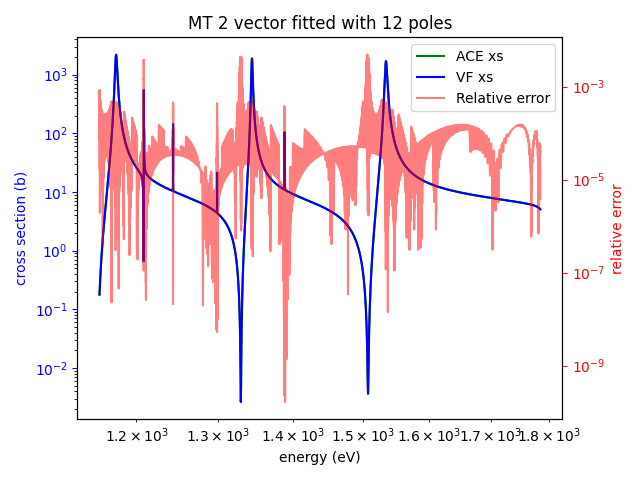 MT 2 vector fitted with 12 poles
ACE xs
VF xs
Relative error
cross section (b)
10³
10²
10¹
10⁰
10⁻¹
10⁻²
10⁻³
10⁻⁵
10⁻⁷
10⁻⁹
relative error
1.2 × 10³ 1.3 × 10³ 1.4 × 10³ 1.5 × 10³ 1.6 × 10³ 1.7 × 10³ 1.8 × 10³
energy (eV)